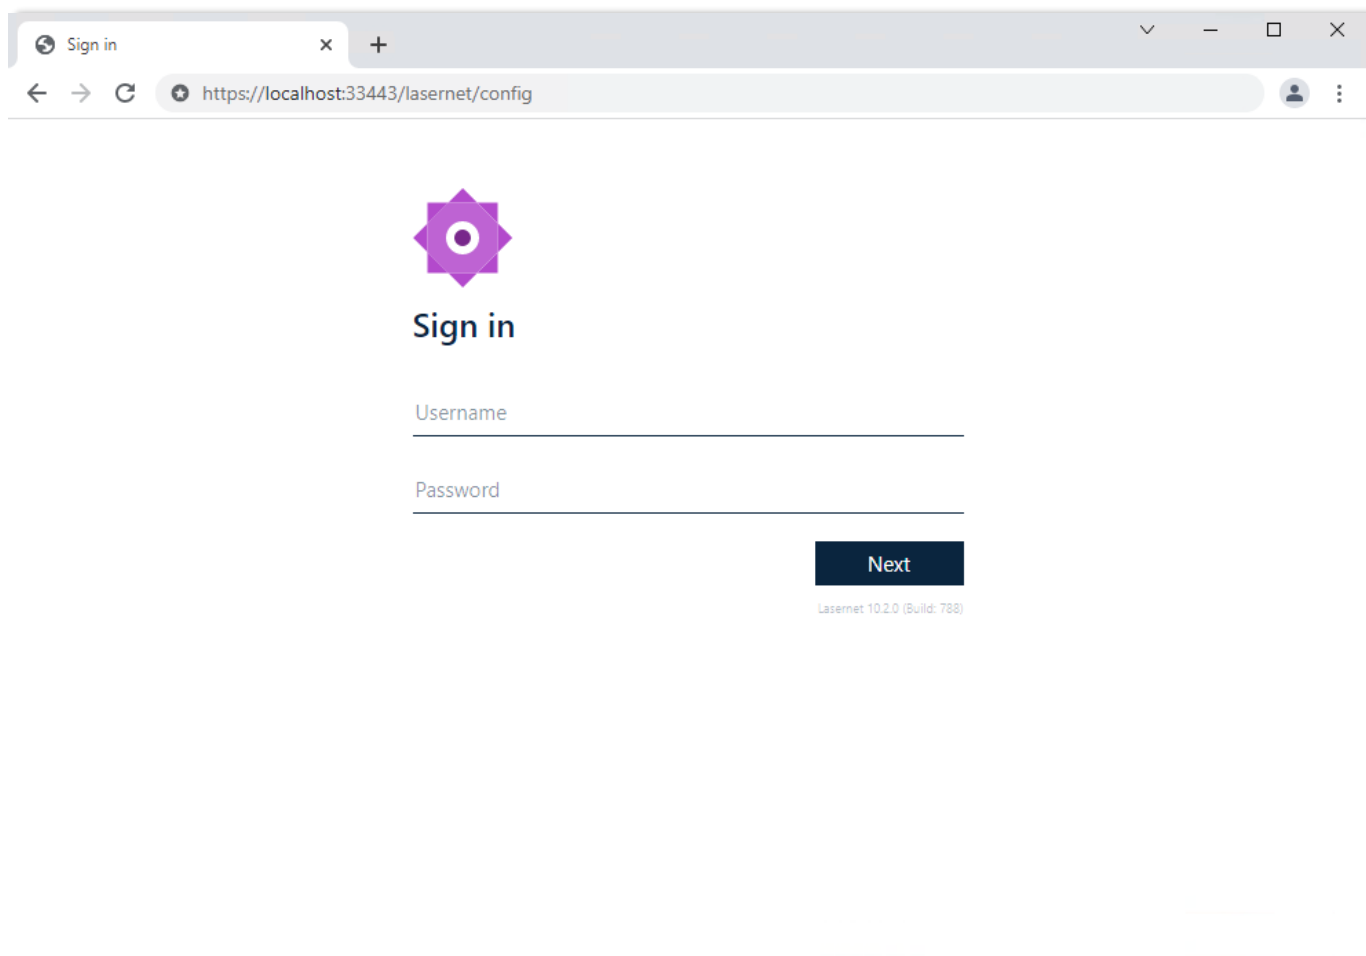 Sign in
https://localhost:33443/lasernet/config
Sign in
Username
Password
Next
Lasernet 10.2.0 (Build: 788)